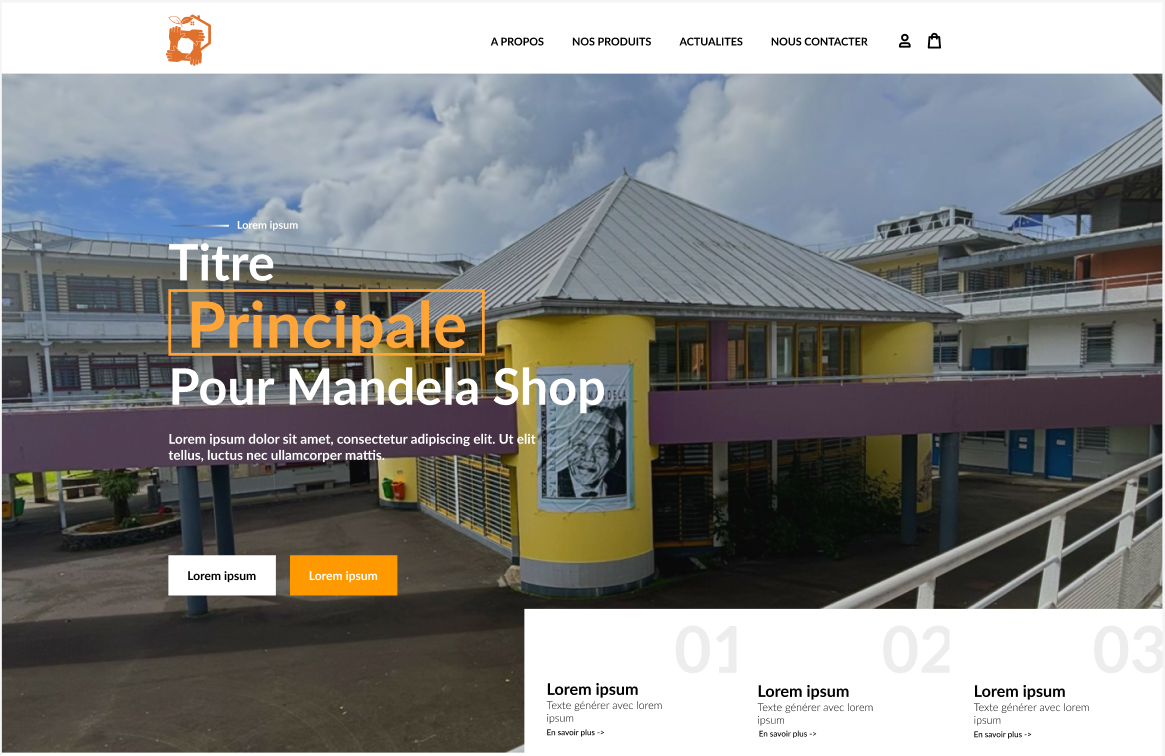 A PROPOS NOS PRODUITS ACTUALITES NOUS CONTACTER
Lorem ipsum
Titre
Principale
Pour Mandela Shop
Lorem ipsum dolor sit amet, consectetur adipiscing elit. Ut elit
tellus, luctus nec ullamcorper mattis.
Lorem ipsum Lorem ipsum
01
Lorem ipsum
Texte générer avec lorem
ipsum
En savoir plus ->
02
Lorem ipsum
Texte générer avec lorem
ipsum
En savoir plus ->
03
Lorem ipsum
Texte générer avec lorem
ipsum
En savoir plus ->